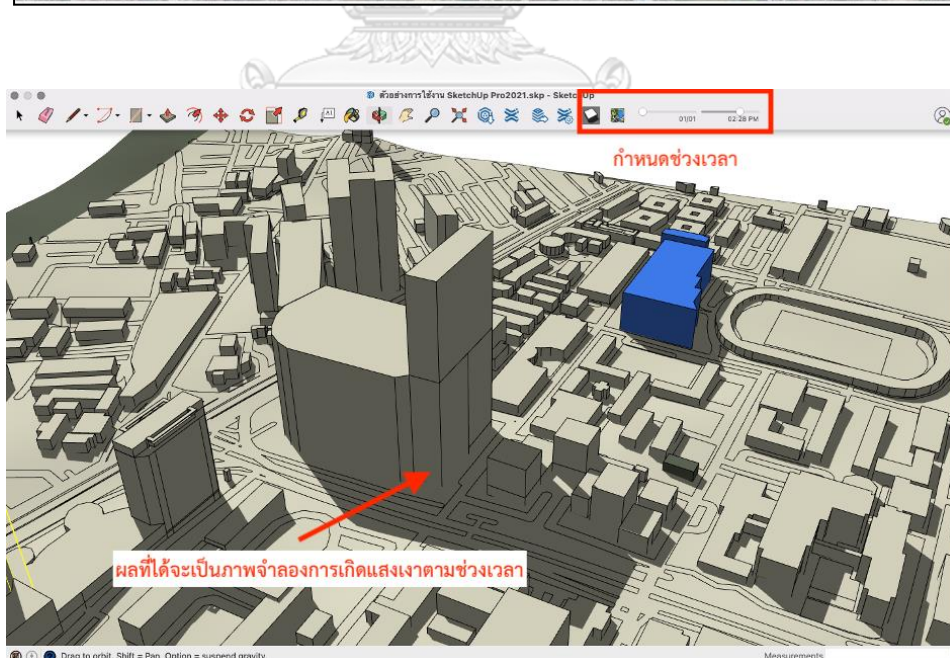 ตัวอย่างการใช้งาน SketchUp Pro2021.skp - SketchUp
01/01 02:28 PM
กำหนดช่วงเวลา
ผลที่ได้จะเป็นภาพจำลองการเกิดแสงเงาตามช่วงเวลา
Drag to orbit. Shift = Pan, Option = suspend gravity
Measurements